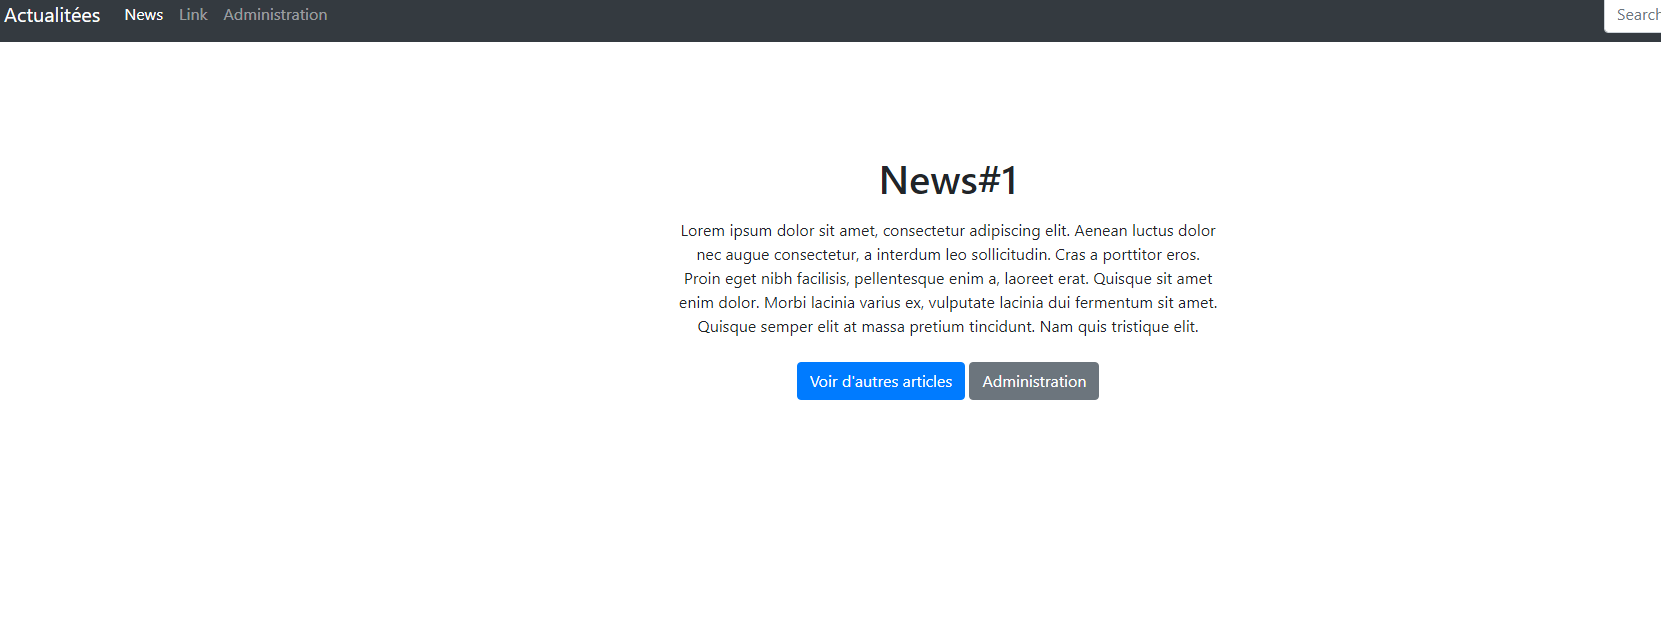 Actualitées News Link Administration Search
News#1
Lorem ipsum dolor sit amet, consectetur adipiscing elit. Aenean luctus dolor
nec augue consectetur, a interdum leo sollicitudin. Cras a porttitor eros.
Proin eget nibh facilisis, pellentesque enim a, laoreet erat. Quisque sit amet
enim dolor. Morbi lacinia varius ex, vulputate lacinia dui fermentum sit amet.
Quisque semper elit at massa pretium tincidunt. Nam quis tristique elit.
Voir d'autres articles Administration